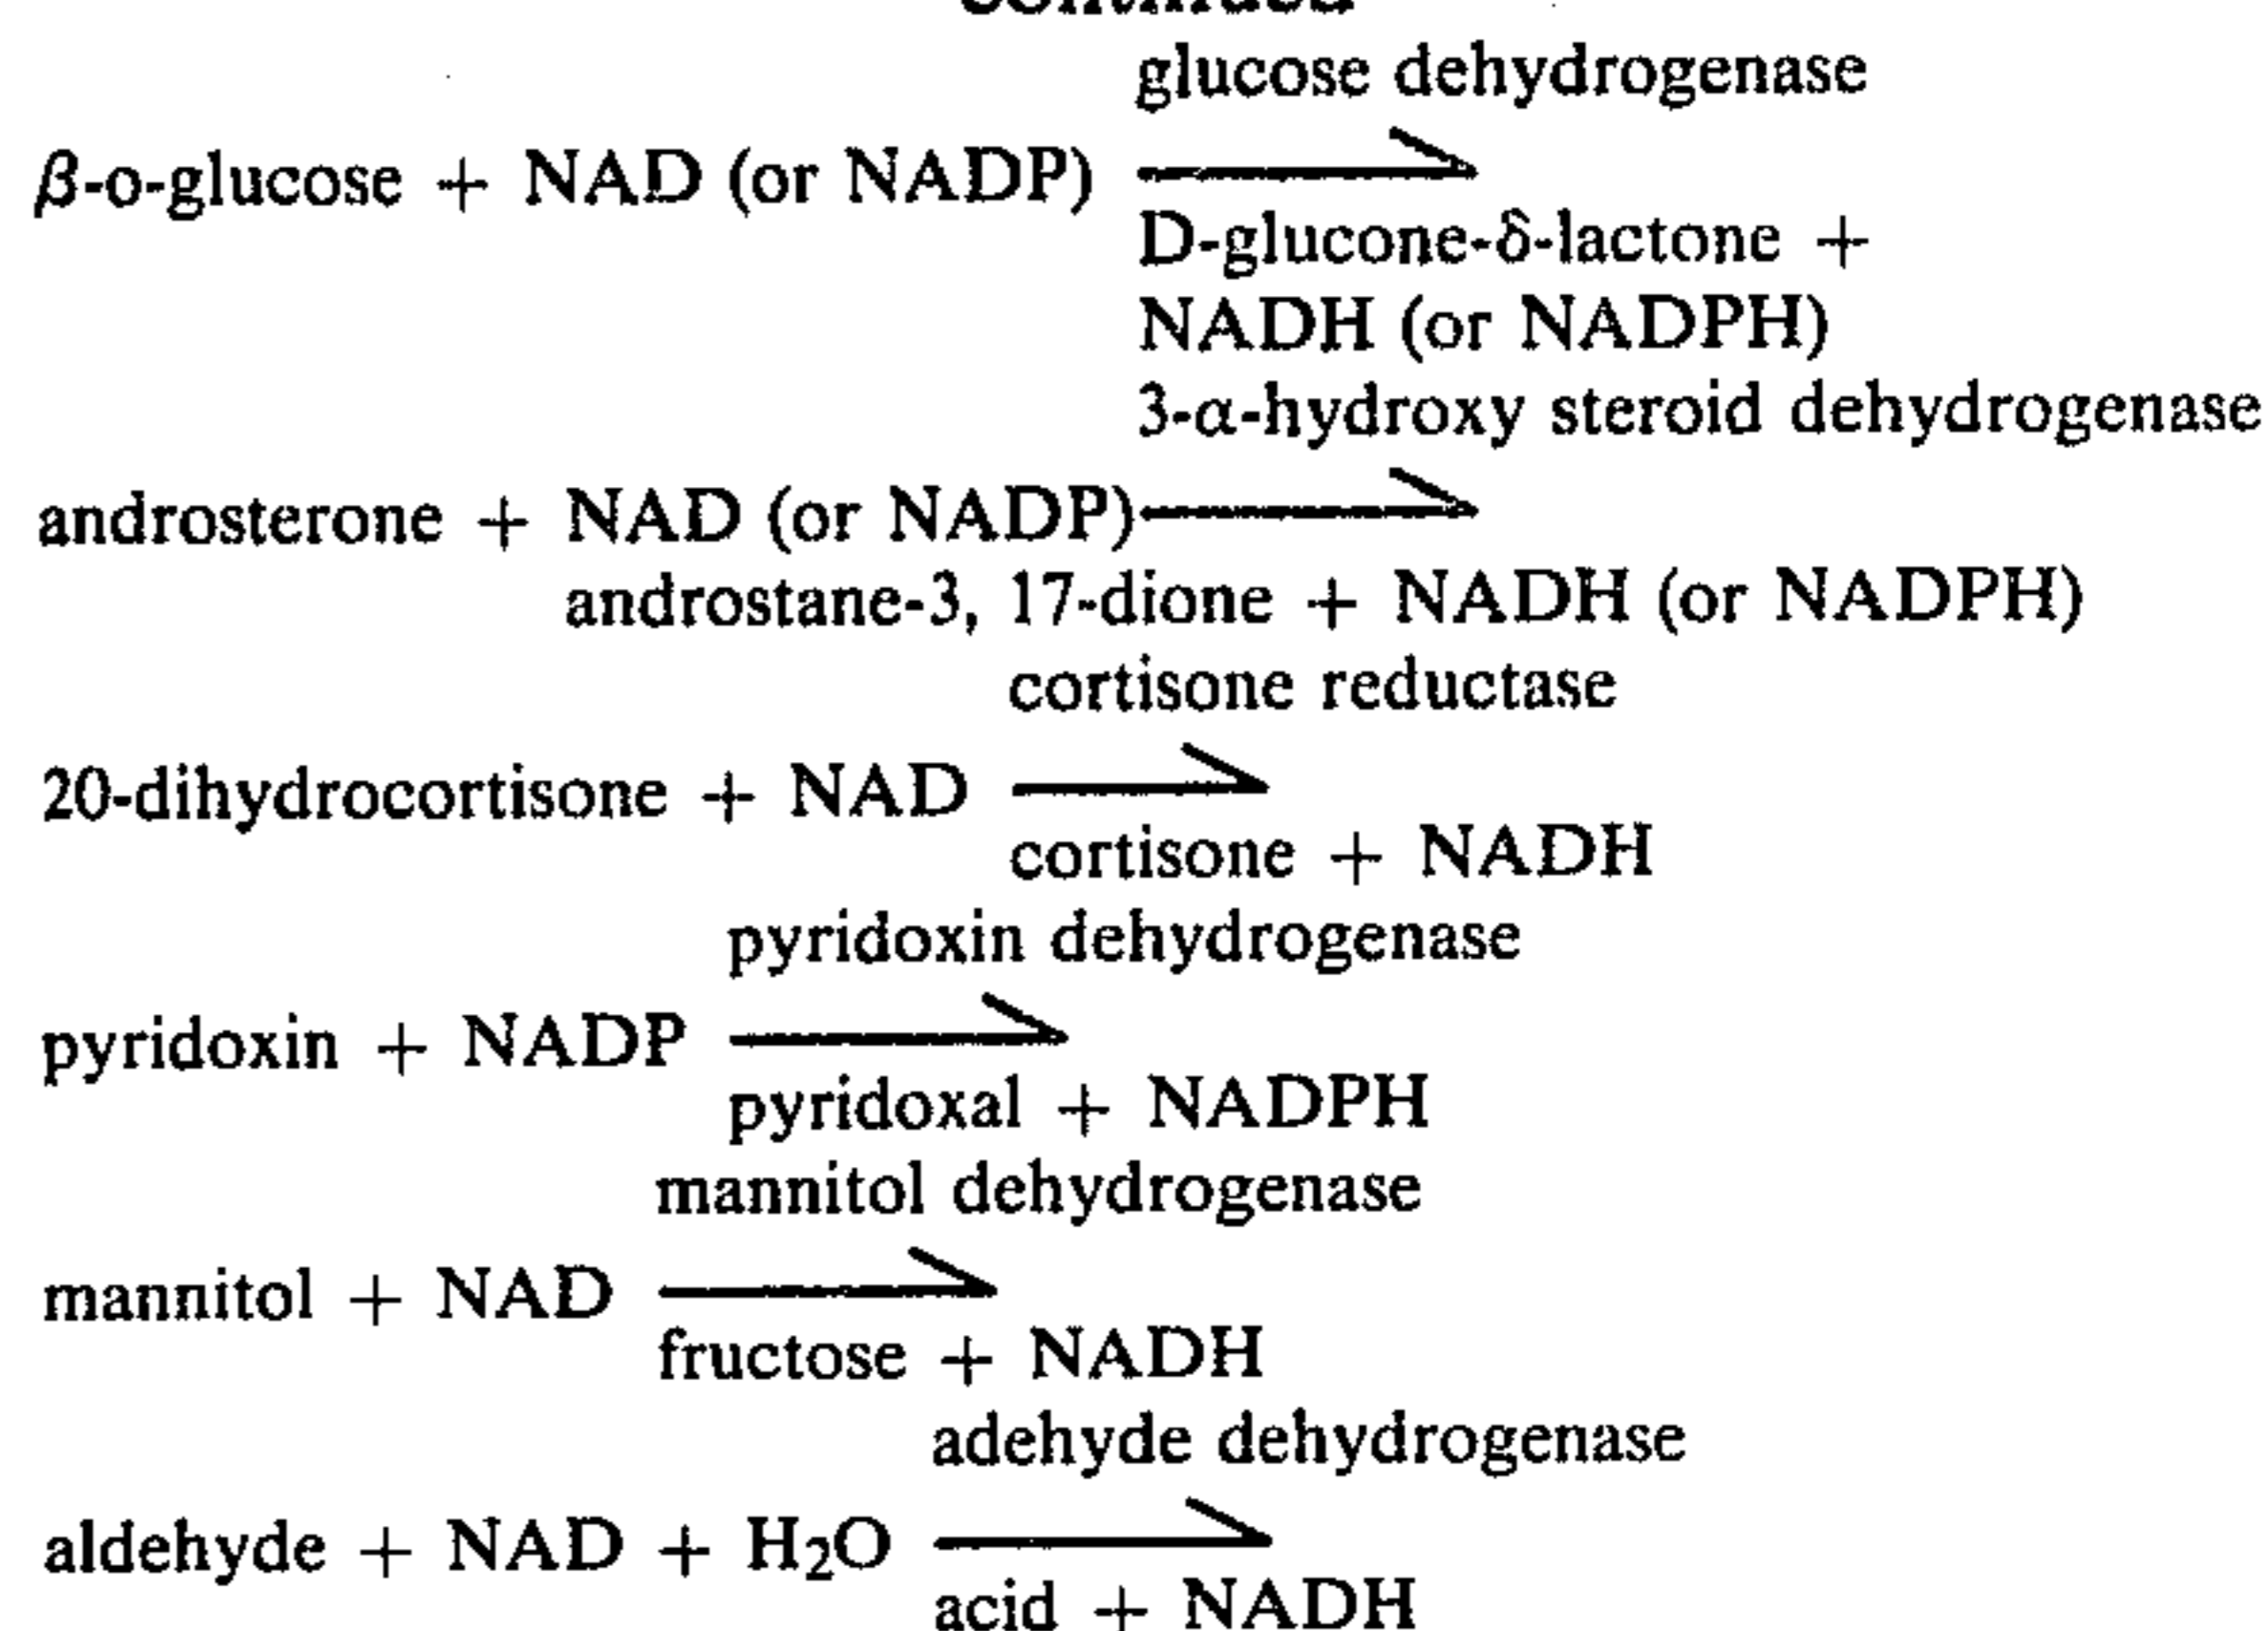 continued
glucose dehydrogenase
β-o-glucose + NAD (or NADP) ⇀
D-glucone-δ-lactone +
NADH (or NADPH)
3-α-hydroxy steroid dehydrogenase
androsterone + NAD (or NADP) ⇀
androstane-3, 17-dione + NADH (or NADPH)
cortisone reductase
20-dihydrocortisone + NAD ⇀
cortisone + NADH
pyridoxin dehydrogenase
pyridoxin + NADP ⇀
pyridoxal + NADPH
mannitol dehydrogenase
mannitol + NAD ⇀
fructose + NADH
adehyde dehydrogenase
aldehyde + NAD + H₂O ⇀
acid + NADH